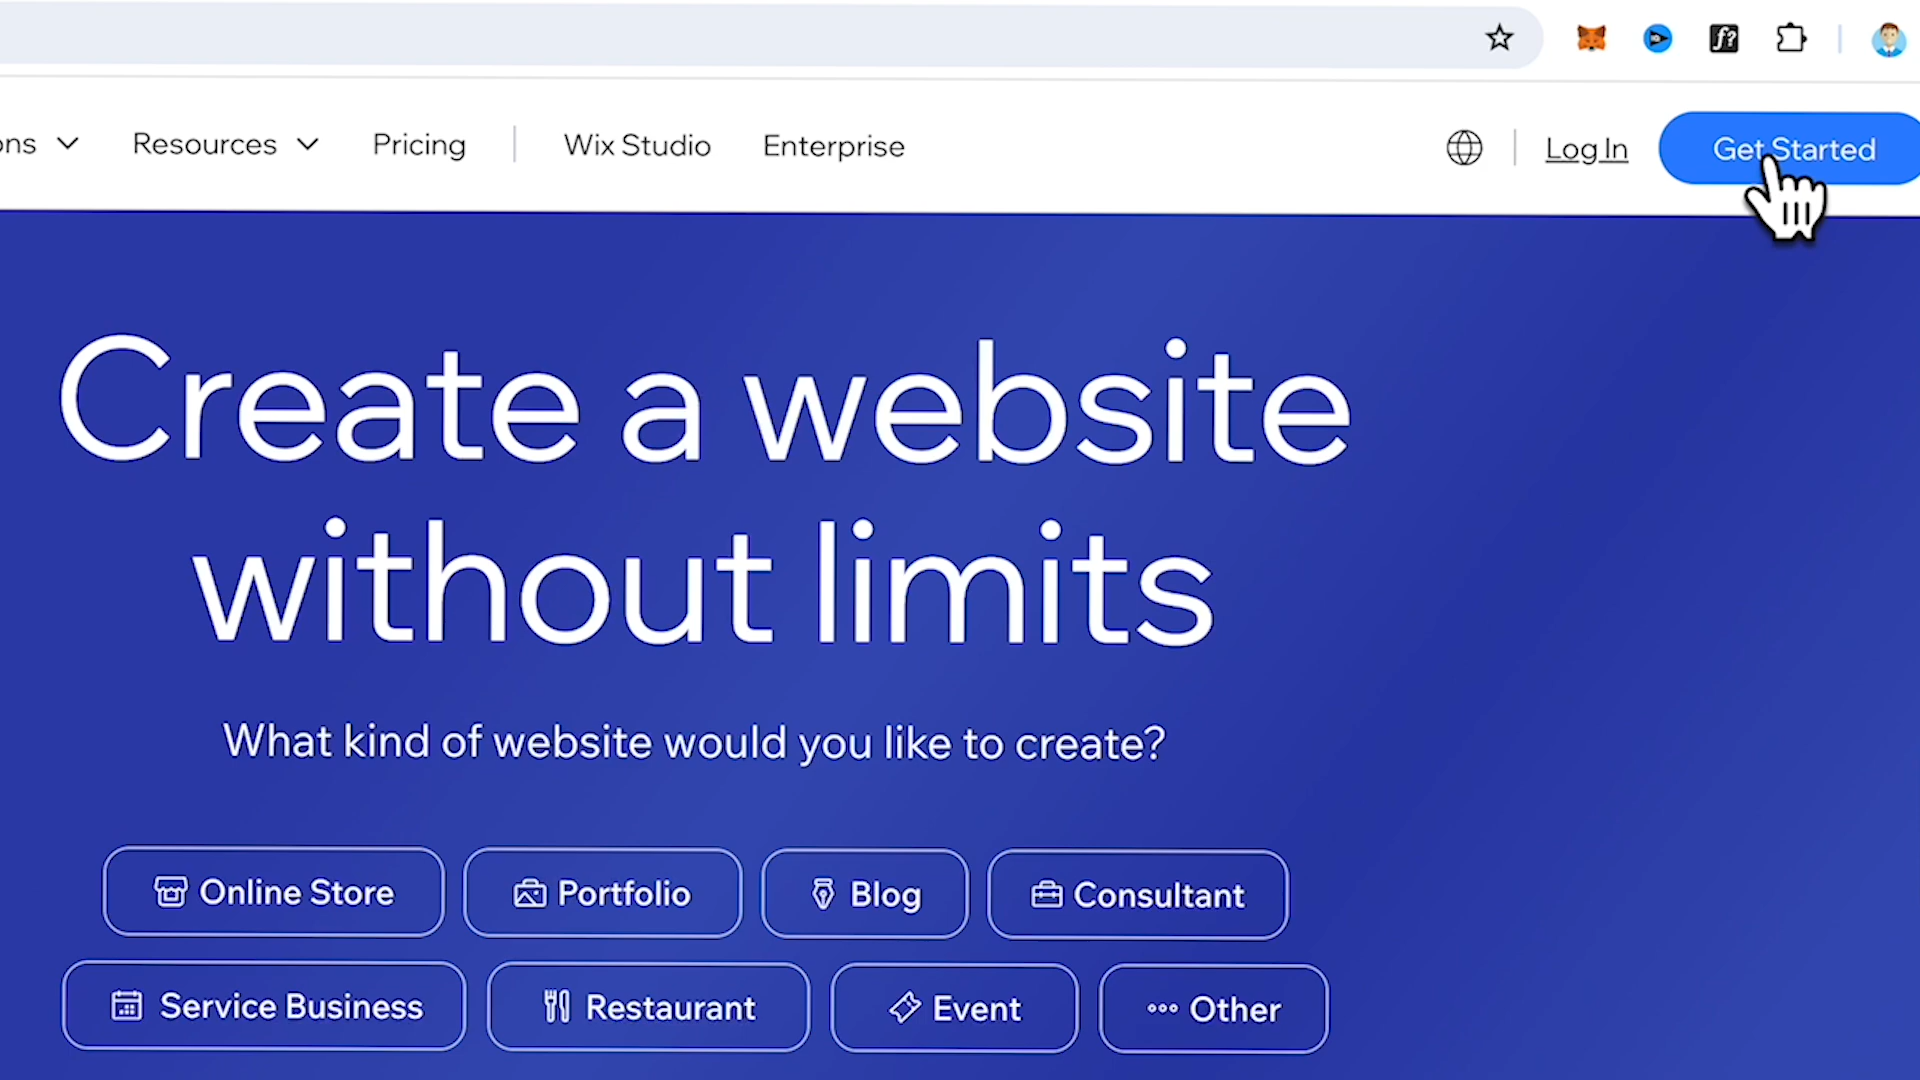 ons Resources Pricing Wix Studio Enterprise Log In Get Started
Create a website
without limits
What kind of website would you like to create?
Online Store Portfolio Blog Consultant
Service Business Restaurant Event Other